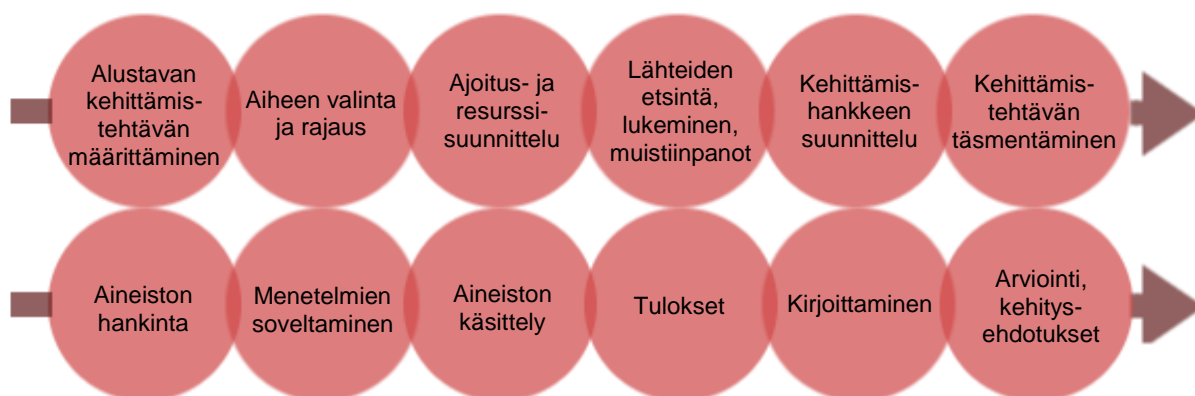 Alustavan
kehittämis-
tehtävän
määrittäminen
Aiheen valinta
ja rajaus
Ajoitus- ja
resurssi-
suunnittelu
Lähteiden
etsintä,
lukeminen,
muistiinpanot
Kehittämis-
hankkeen
suunnittelu
Kehittämis-
tehtävän
täsmentäminen
Aineiston
hankinta
Menetelmien
soveltaminen
Aineiston
käsittely
Tulokset
Kirjoittaminen
Arviointi,
kehitys-
ehdotukset